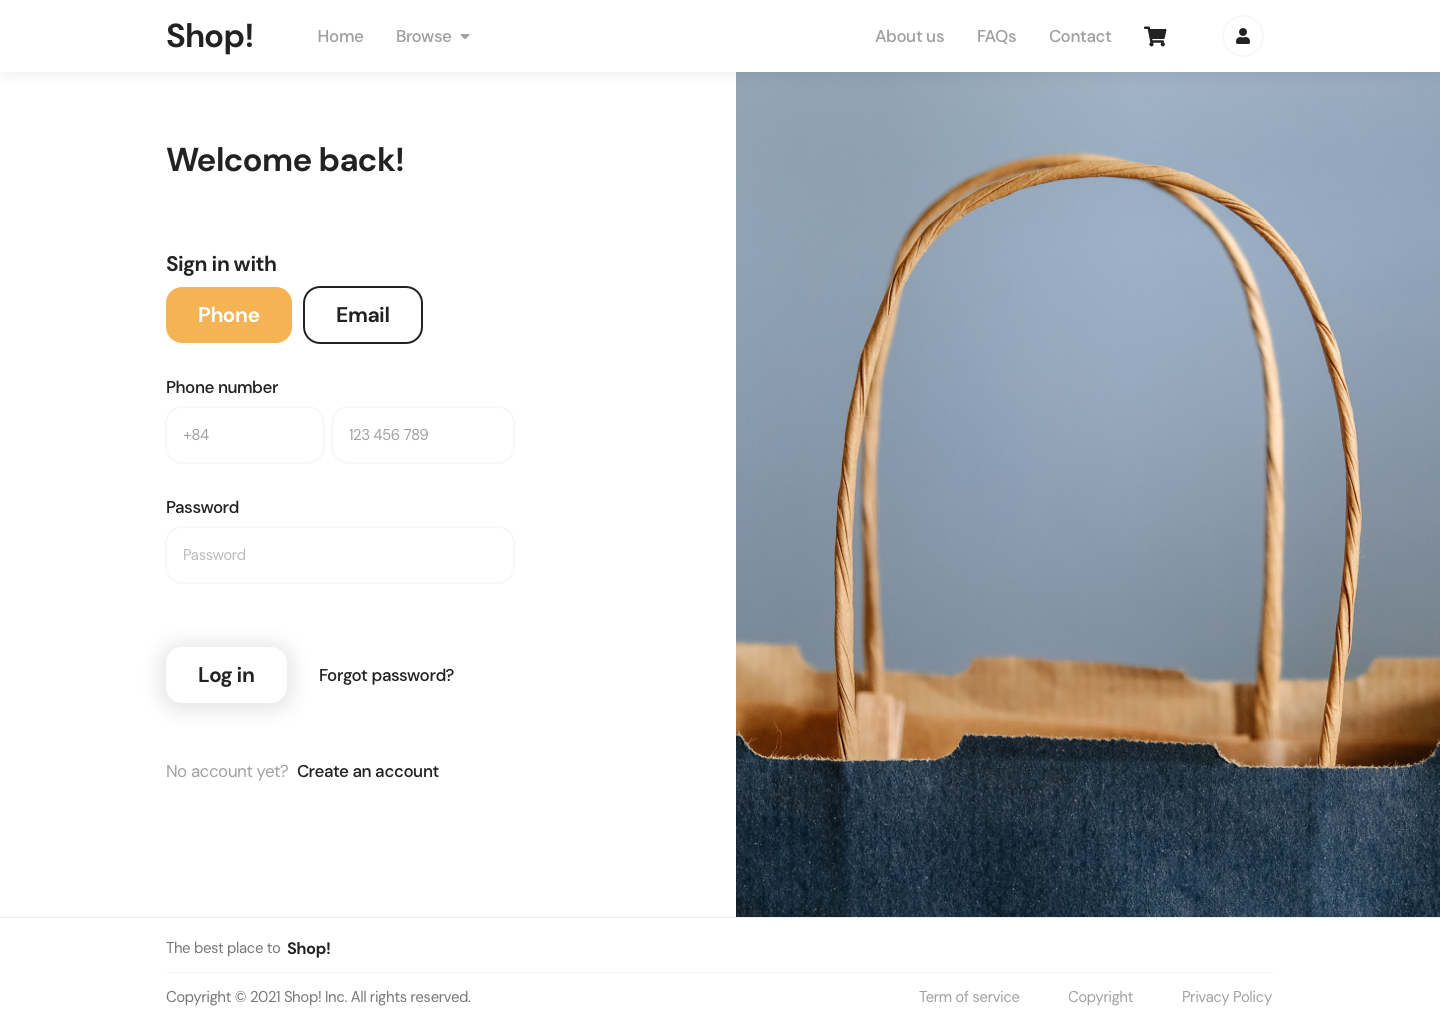 Shop! Home Browse About us FAQs Contact
Welcome back!
Sign in with
Phone Email
Phone number
+84 123 456 789
Password
Password
Log in Forgot password?
No account yet? Create an account
The best place to Shop!
Copyright © 2021 Shop! Inc. All rights reserved. Term of service Copyright Privacy Policy